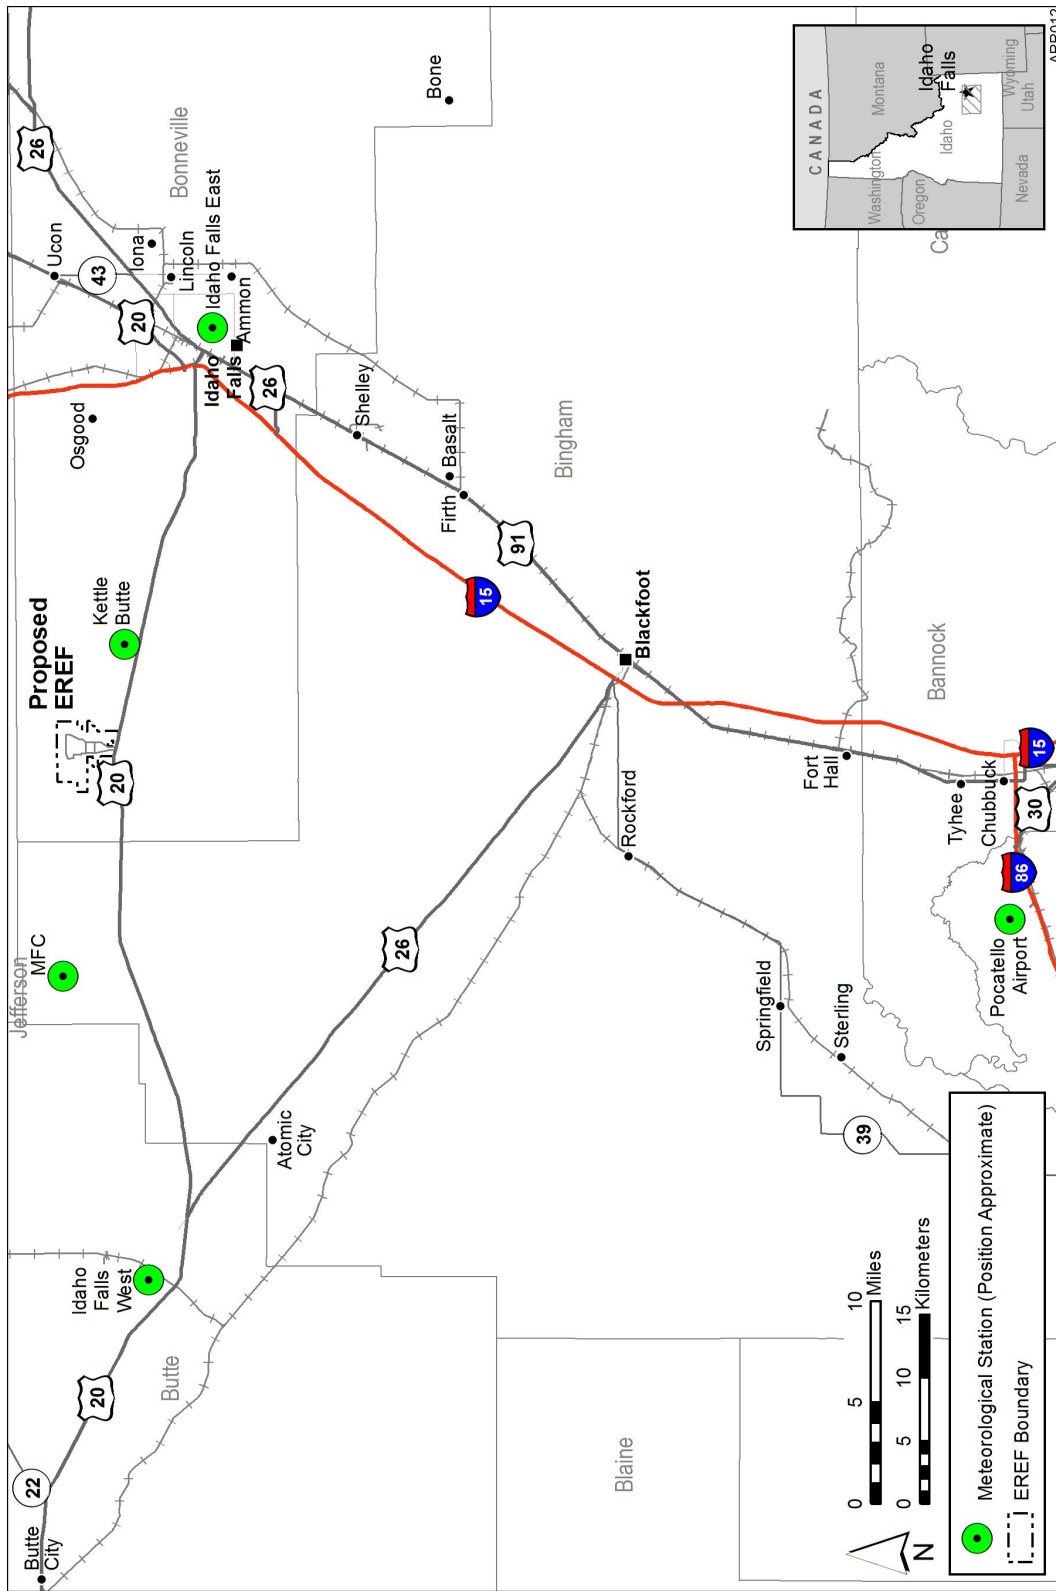 Butte
City
22
20
Idaho
Falls
West
Butte
Jefferson
MFC
Atomic
City
26
20
Proposed
EREF
Kettle
Butte
Osgood
Ucon
43
26
20
Iona
Lincoln
Bonneville
Idaho Falls East
Ammon
Idaho
Falls
26
Shelley
Basalt
Firth
Bone
Bingham
91
15
Blackfoot
Rockford
Springfield
Sterling
39
Blaine
Fort
Hall
Bannock
Tyhee
Chubbuck
15
30
86
Pocatello
Airport
Ca
CANADA
Washington
Montana
Oregon
Idaho
Idaho
Falls
Wyoming
Nevada
Utah
N
0 5 10
Miles
0 5 10 15
Kilometers
Meteorological Station (Position Approximate)
EREF Boundary